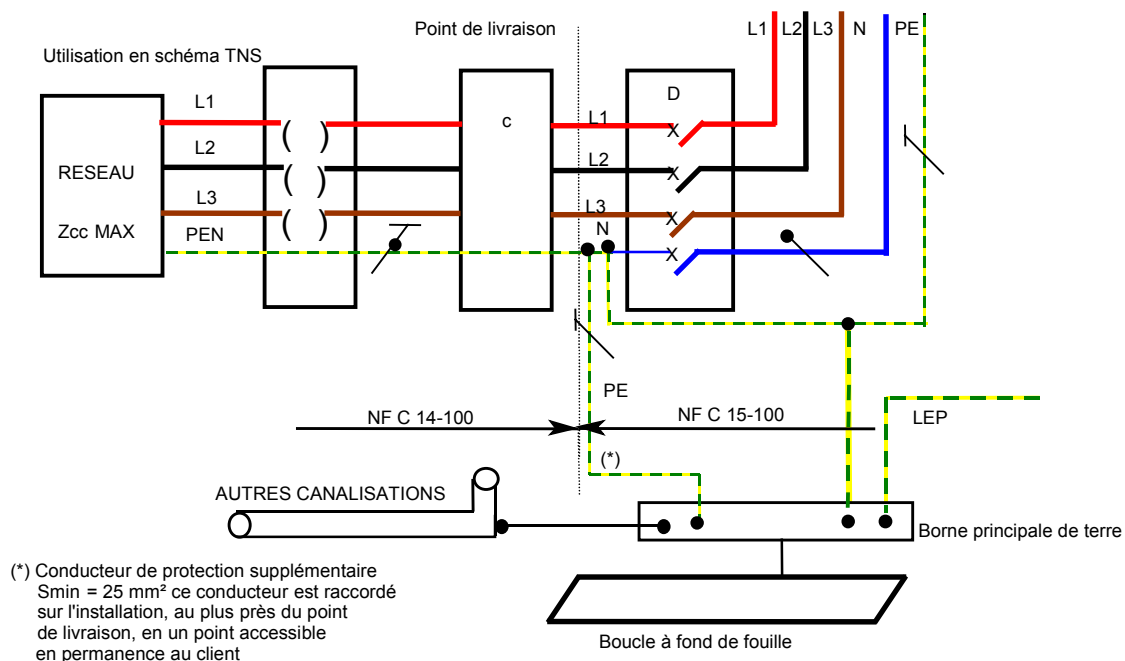 Point de livraison
L1 L2 L3 N PE
Utilisation en schéma TNS
D
L1
c
L1
X
L2
L2
X
RESEAU
L3
L3
X
Zcc MAX
PEN
N
X
PE
NF C 14-100
NF C 15-100
LEP
(*)
AUTRES CANALISATIONS
Borne principale de terre
(*) Conducteur de protection supplémentaire
Smin = 25 mm² ce conducteur est raccordé
sur l'installation, au plus près du point
de livraison, en un point accessible
en permanence au client
Boucle à fond de fouille